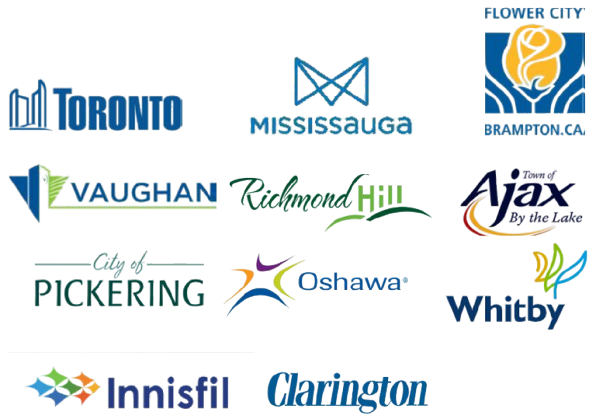 FLOWER CITY
BRAMPTON.CA
TORONTO
MISSISSAUGA
VAUGHAN
Richmond Hill
Town of
Ajax
By the Lake
City of
PICKERING
Oshawa®
Whitby
Innisfil
Clarington